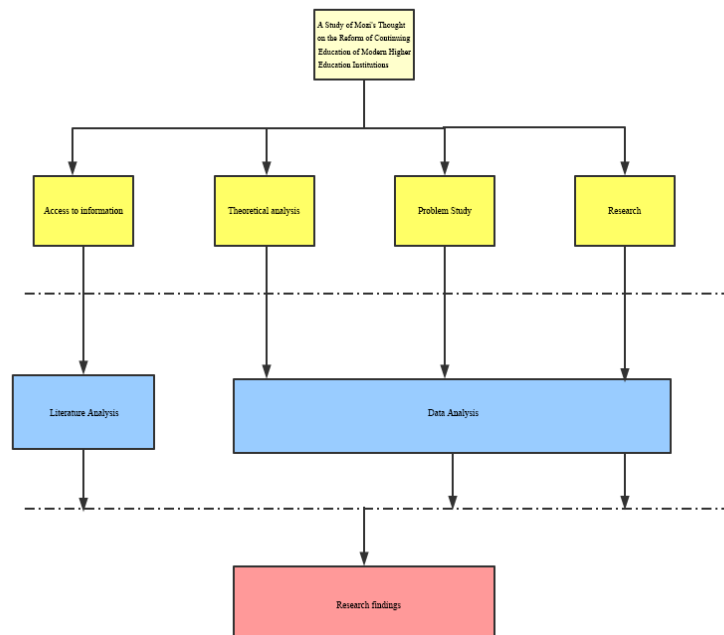 A Study of Mozi's Thought
on the Reform of Continuing
Education of Modern Higher
Education Institutions
Access to information
Theoretical analysis
Problem Study
Research
Literature Analysis
Data Analysis
Research findings